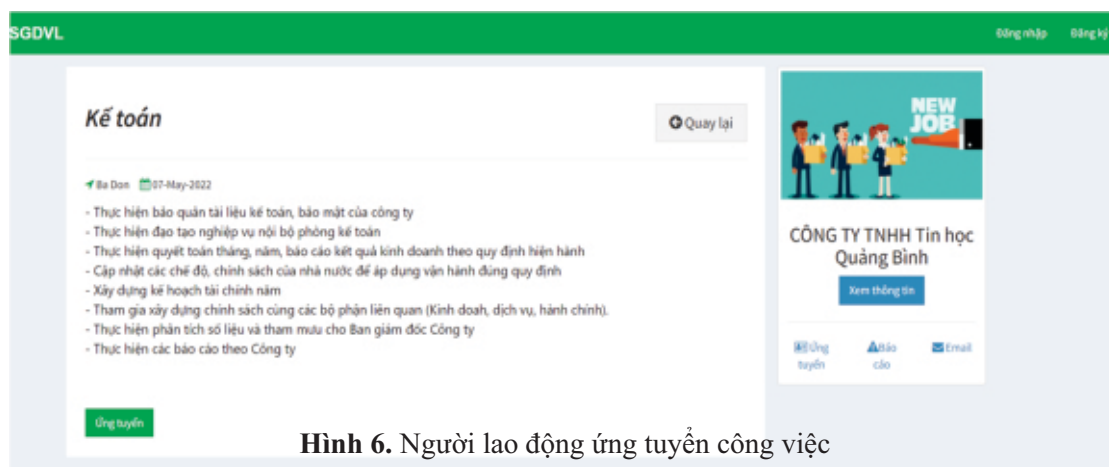 SGDVL
Đăng nhập Đăng ký
Kế toán
Quay lại
Ba Don 07-May-2022
- Thực hiện bảo quản tài liệu kế toán, bảo mật của công ty
- Thực hiện đạo tạo nghiệp vụ nội bộ phòng kế toán
- Thực hiện quyết toán tháng, năm, báo cáo kết quả kinh doanh theo quy định hiện hành
- Cập nhật các chế độ, chính sách của nhà nước để áp dụng vận hành đúng quy định
- Xây dựng kế hoạch tài chính năm
- Tham gia xây dựng chính sách cùng các bộ phận liên quan (Kinh doah, dịch vụ, hành chính).
- Thực hiện phân tích số liệu và tham mưu cho Ban giám đốc Công ty
- Thực hiện các báo cáo theo Công ty
Ứng tuyển
NEW
JOB
CÔNG TY TNHH Tin học
Quảng Bình
Xem thông tin
Ứng tuyển
Báo cáo
Email
Hình 6. Người lao động ứng tuyển công việc